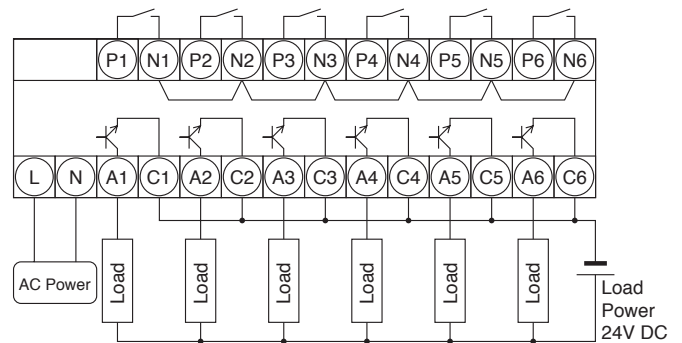 P1 N1 P2 N2 P3 N3 P4 N4 P5 N5 P6 N6
L N A1 C1 A2 C2 A3 C3 A4 C4 A5 C5 A6 C6
AC Power
Load
Load
Load
Load
Load
Load
Load
Power
24V DC